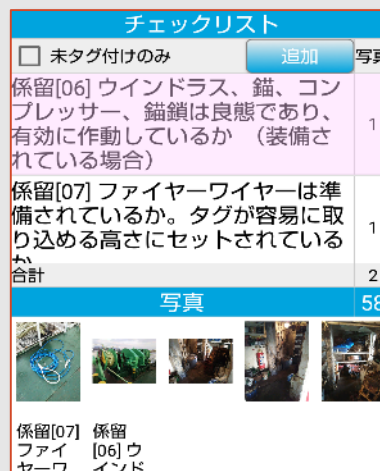 チェックリスト
未タグ付けのみ
追加
写真
係留[06] ウインドラス、錨、コン
プレッサー、錨鎖は良態であり、
有効に作動しているか （装備さ
れている場合）
1
係留[07] ファイヤーワイヤーは準
備されているか。タグが容易に取
り込める高さにセットされている
1
合計
2
写真
58
係留[07]
ファイ
ヤーワ
係留
[06] ウ
インド